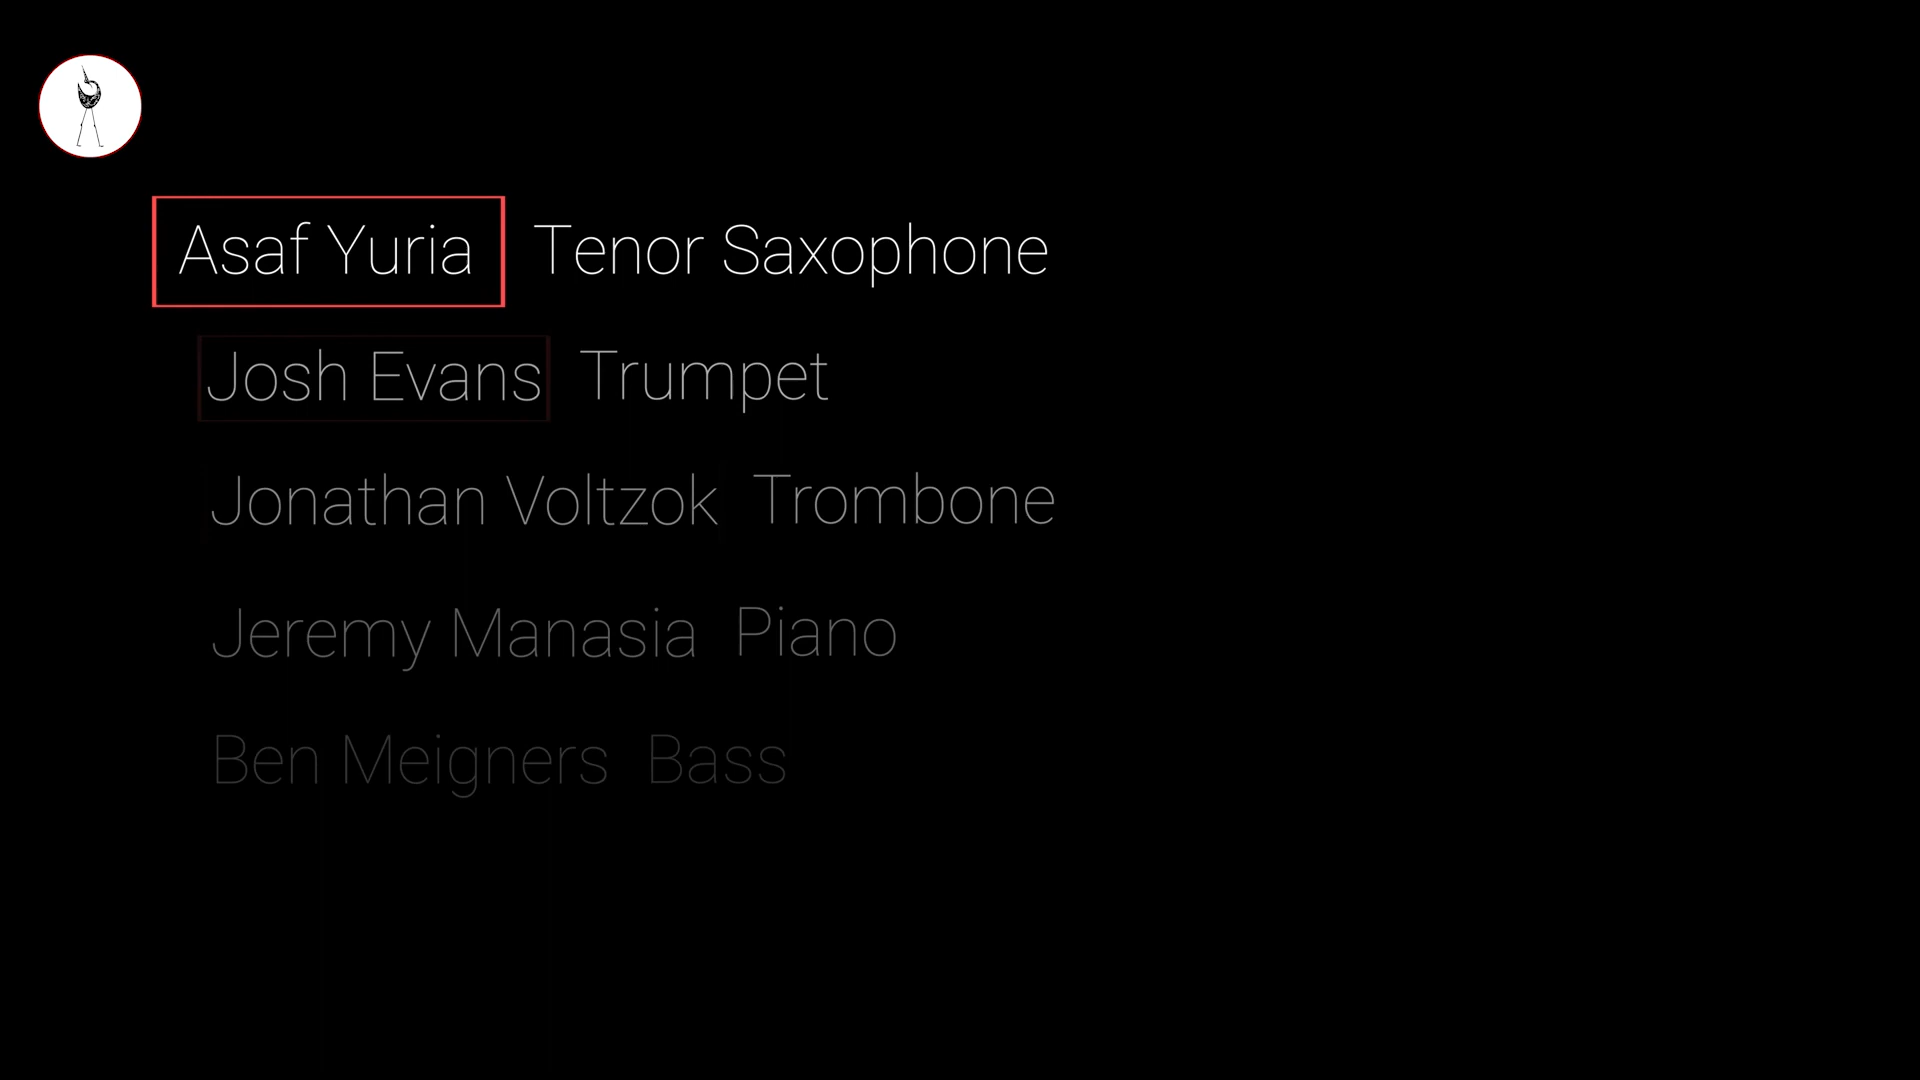 Asaf Yuria Tenor Saxophone
Josh Evans Trumpet
Jonathan Voltzok Trombone
Jeremy Manasia Piano
Ben Meigners Bass